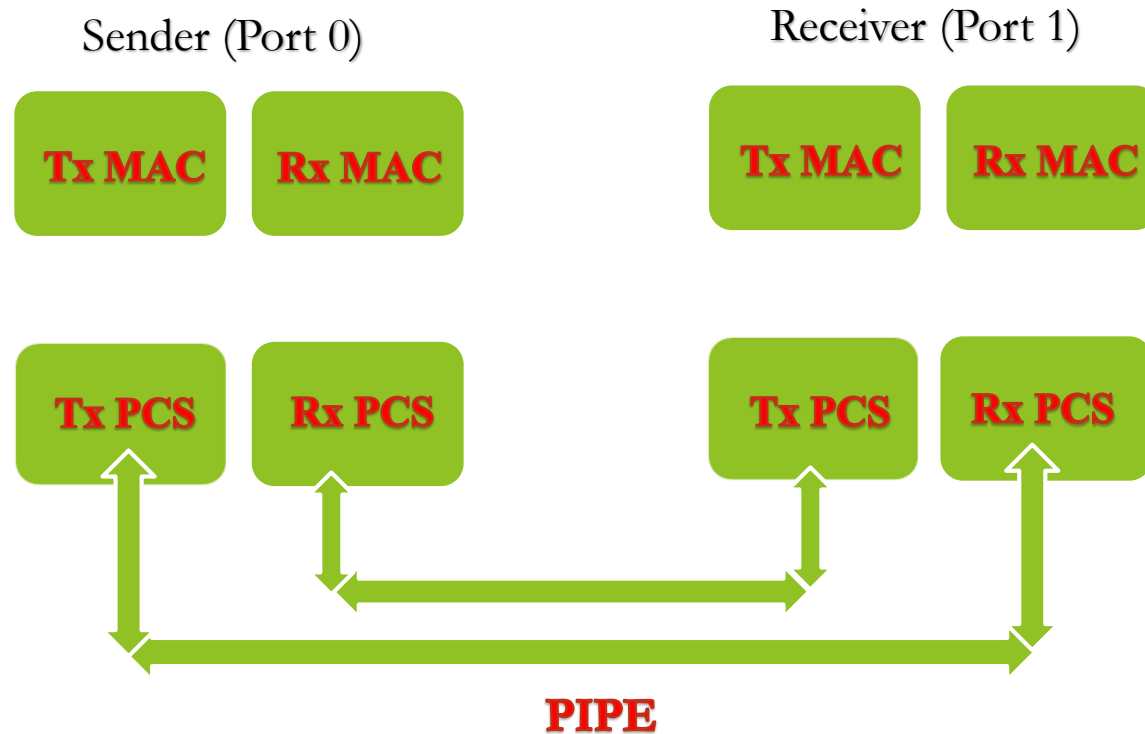 Sender (Port 0)
Receiver (Port 1)
Tx MAC
Rx MAC
Tx MAC
Rx MAC
Tx PCS
Rx PCS
Tx PCS
Rx PCS
PIPE